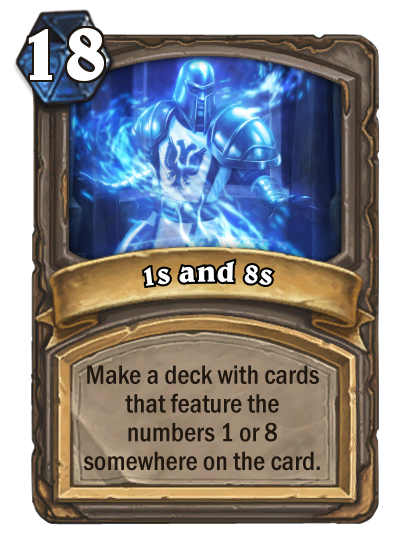 18
1s and 8s
Make a deck with cards
that feature the
numbers 1 or 8
somewhere on the card.